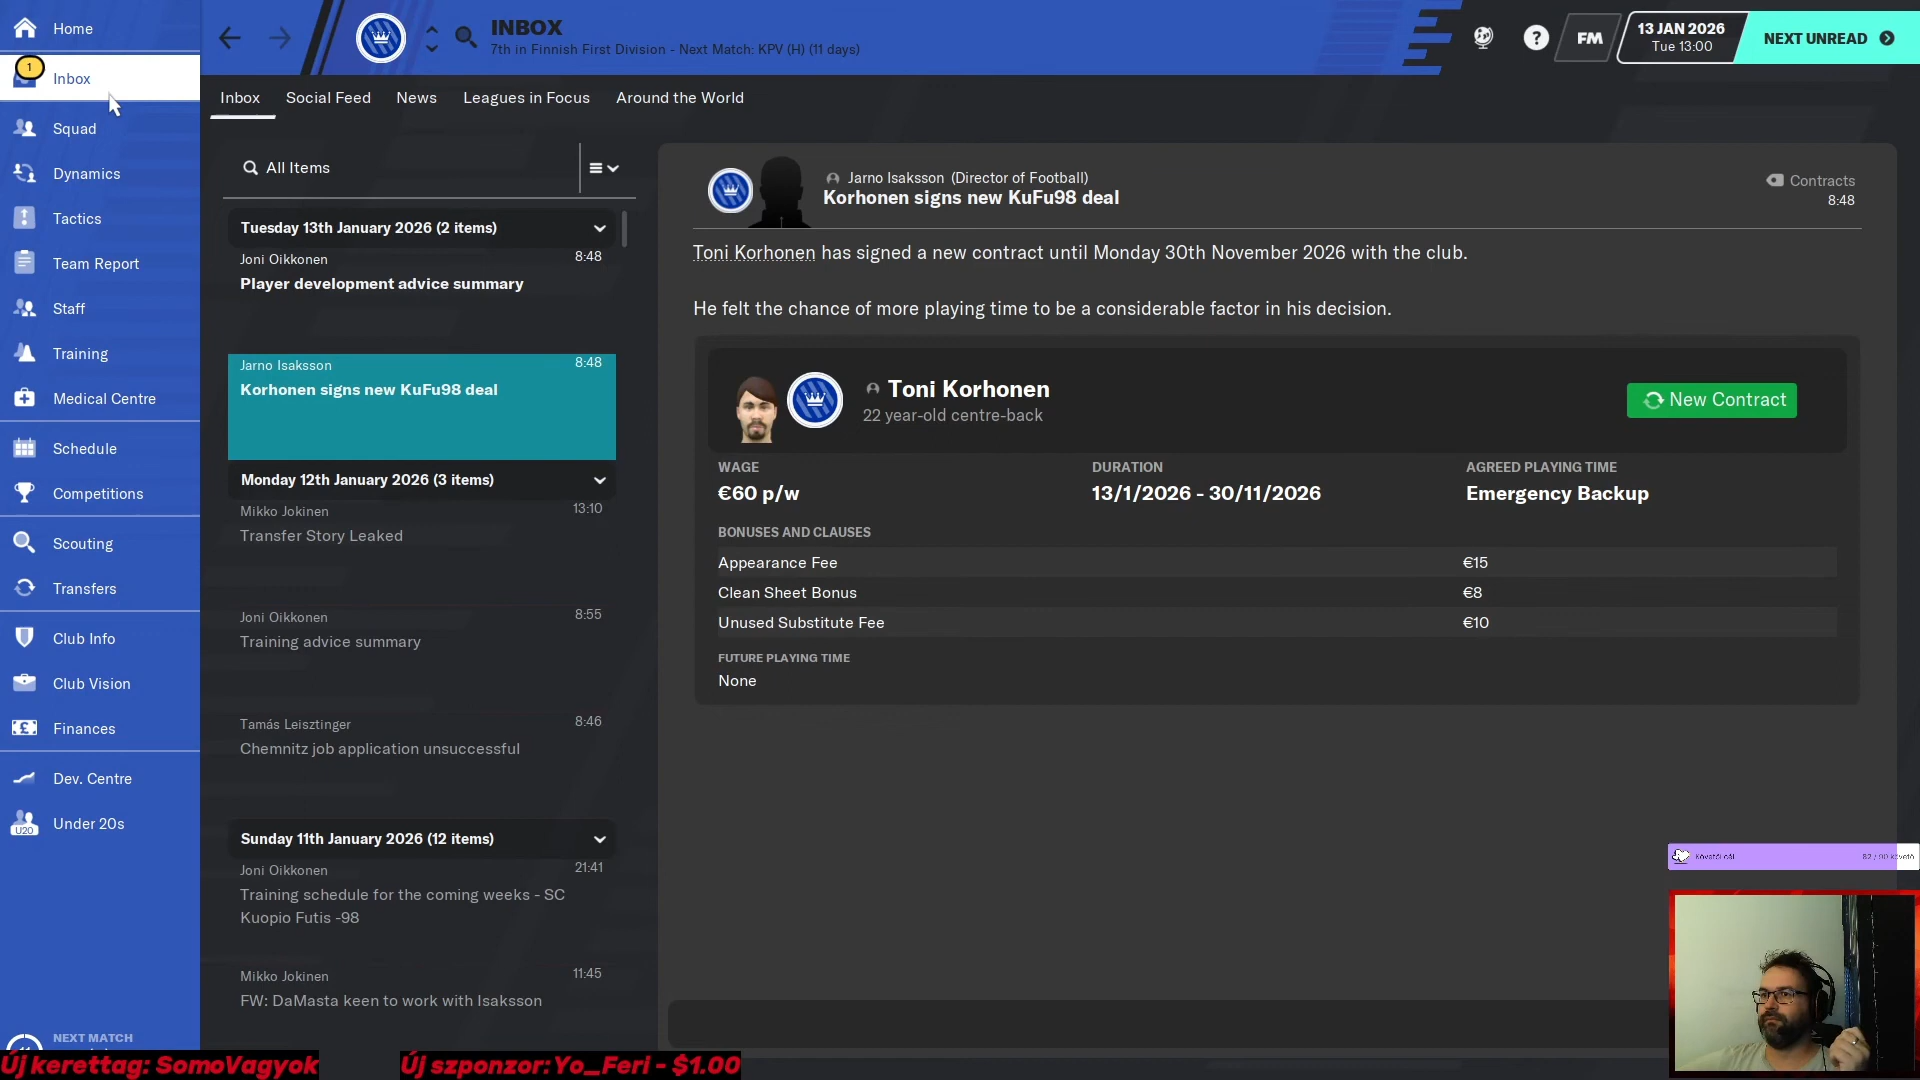 Home
1
Inbox
Squad
Dynamics
Tactics
Team Report
Staff
Training
Medical Centre
Schedule
Competitions
Scouting
Transfers
Club Info
Club Vision
Finances
Dev. Centre
U20
Under 20s
NEXT MATCH
INBOX
7th in Finnish First Division - Next Match: KPV (H) (11 days)
?
FM
13 JAN 2026
Tue 13:00
NEXT UNREAD
Inbox
Social Feed
News
Leagues in Focus
Around the World
All Items
Tuesday 13th January 2026 (2 items)
Joni Oikkonen
8:48
Player development advice summary
Jarno Isaksson
8:48
Korhonen signs new KuFu98 deal
Monday 12th January 2026 (3 items)
Mikko Jokinen
13:10
Transfer Story Leaked
Joni Oikkonen
8:55
Training advice summary
Tamás Leisztinger
8:46
Chemnitz job application unsuccessful
Sunday 11th January 2026 (12 items)
Joni Oikkonen
21:41
Training schedule for the coming weeks - SC
Kuopio Futis -98
Mikko Jokinen
11:45
FW: DaMasta keen to work with Isaksson
Jarno Isaksson (Director of Football)
Korhonen signs new KuFu98 deal
Contracts
8:48
Toni Korhonen has signed a new contract until Monday 30th November 2026 with the club.
He felt the chance of more playing time to be a considerable factor in his decision.
Toni Korhonen
22 year-old centre-back
New Contract
WAGE
€60 p/w
DURATION
13/1/2026 - 30/11/2026
AGREED PLAYING TIME
Emergency Backup
BONUSES AND CLAUSES
Appearance Fee €15
Clean Sheet Bonus €8
Unused Substitute Fee €10
FUTURE PLAYING TIME
None
Követői cél
82 / 90 követő
Új kerettag: SomoVagyok
Új szponzor: Yo_Feri - $1.00